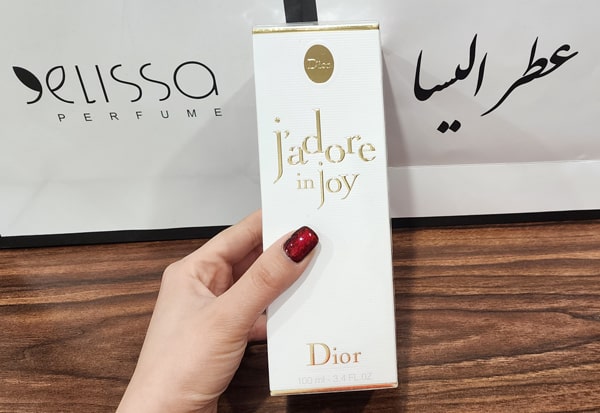 elissa
PERFUME
Dior
j'adore
in joy
Dior
100 ml - 3.4 FL OZ
عطر الیسا